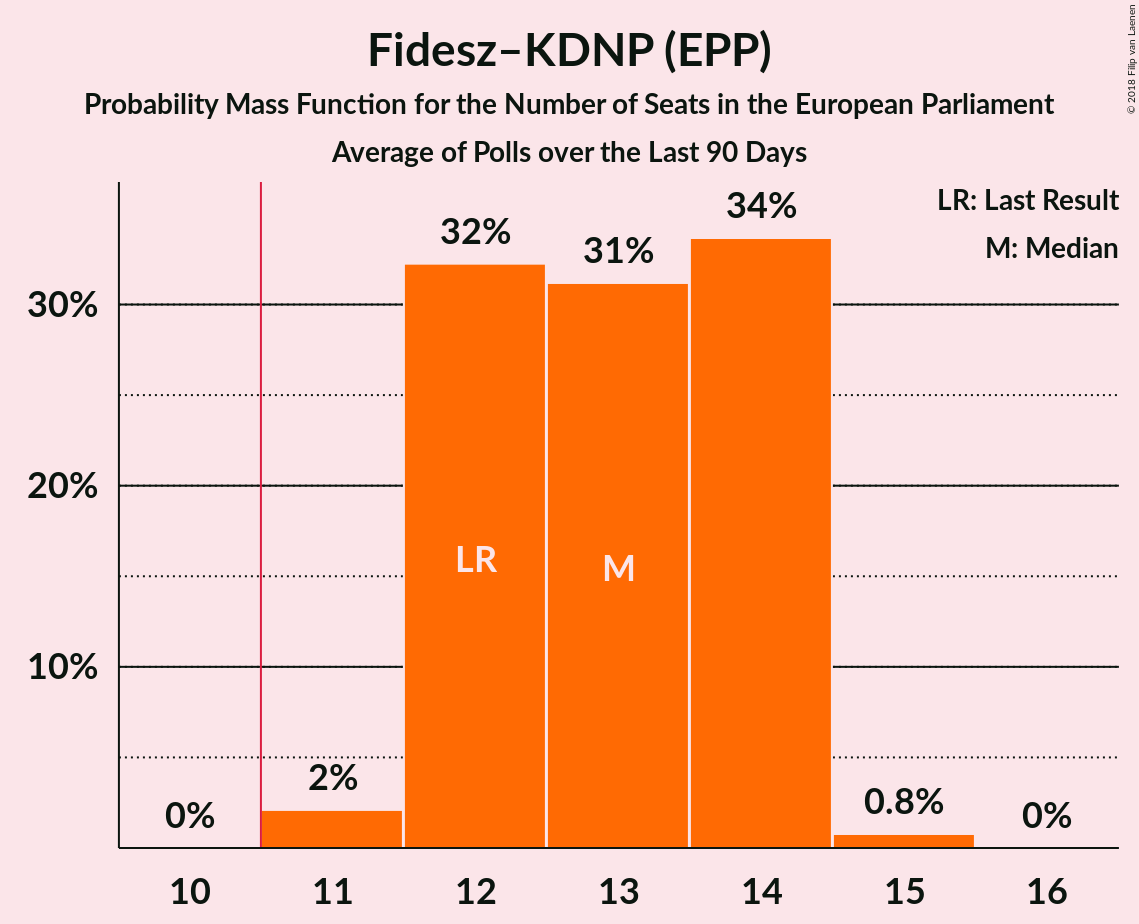 Fidesz–KDNP (EPP)
Probability Mass Function for the Number of Seats in the European Parliament
Average of Polls over the Last 90 Days
© 2018 Filip van Laenen
LR: Last Result
M: Median
34%
32%
31%
30%
20%
LR
M
10%
2%
0.8%
0%
0%
10 11 12 13 14 15 16